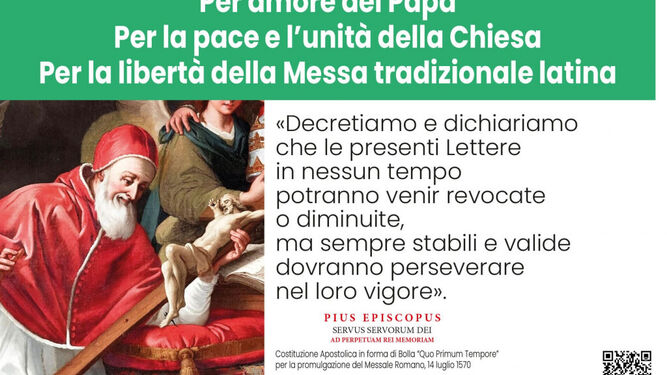 Per amore del Papa
Per la pace e l’unità della Chiesa
Per la libertà della Messa tradizionale latina
«Decretiamo e dichiariamo
che le presenti Lettere
in nessun tempo
potranno venir revocate
o diminuite,
ma sempre stabili e valide
dovranno perseverare
nel loro vigore».
PIUS EPISCOPUS
SERVUS SERVORUM DEI
AD PERPETUAM REI MEMORIAM
Costituzione Apostolica in forma di Bolla “Quo Primum Tempore”
per la promulgazione del Messale Romano, 14 luglio 1570